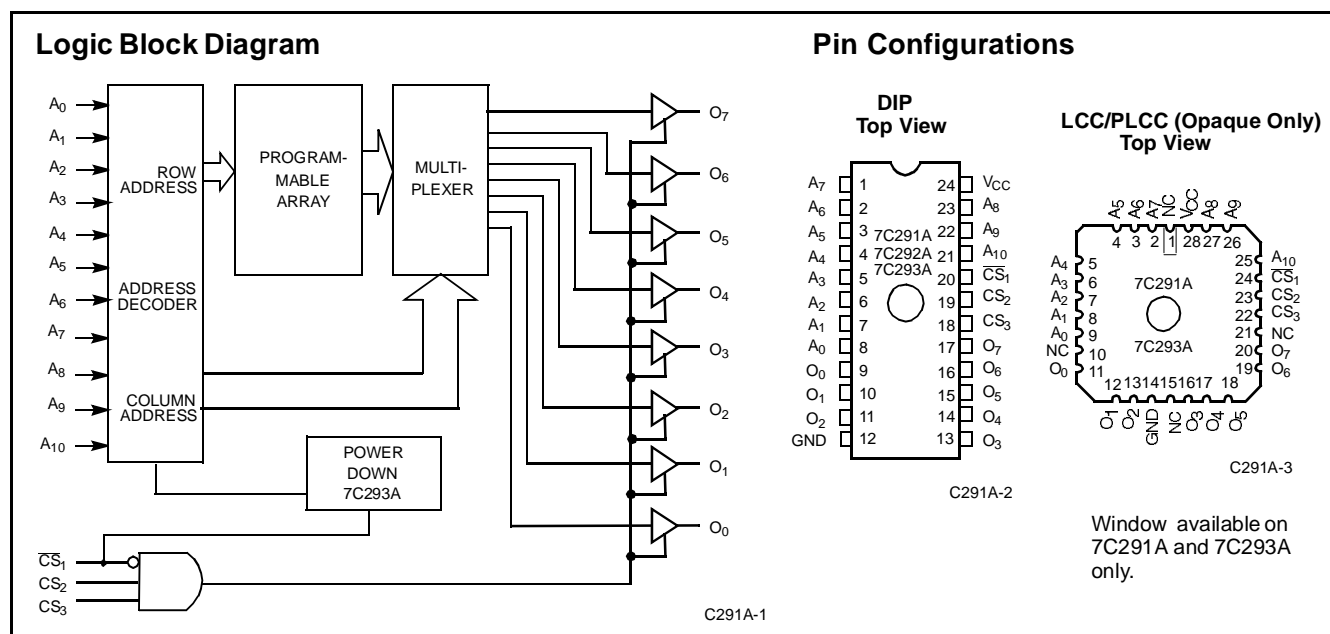 Logic Block Diagram
A0
A1
A2
A3
A4
A5
A6
A7
A8
A9
A10
ROW
ADDRESS
ADDRESS
DECODER
COLUMN
ADDRESS
PROGRAM-
MABLE
ARRAY
MULTI-
PLEXER
POWER
DOWN
7C293A
CS1
CS2
CS3
O7
O6
O5
O4
O3
O2
O1
O0
C291A-1
Pin Configurations
DIP
Top View
A7 1 24 VCC
A6 2 23 A8
A5 3 7C291A 22 A9
A4 4 7C292A 21 A10
A3 5 7C293A 20 CS1
A2 6 19 CS2
A1 7 18 CS3
A0 8 17 O7
O0 9 16 O6
O1 10 15 O5
O2 11 14 O4
GND 12 13 O3
C291A-2
LCC/PLCC (Opaque Only)
Top View
A5 A6 A7 NC VCC A8 A9
4 3 2 1 28 27 26
A4 5 25 A10
A3 6 24 CS1
A2 7 7C291A 23 CS2
A1 8 22 CS3
A0 9 21 NC
NC 10 7C293A 20 O7
O0 11 19 O6
12 13 14 15 16 17 18
O1 O2 GND NC O3 O4 O5
C291A-3
Window available on
7C291A and 7C293A
only.